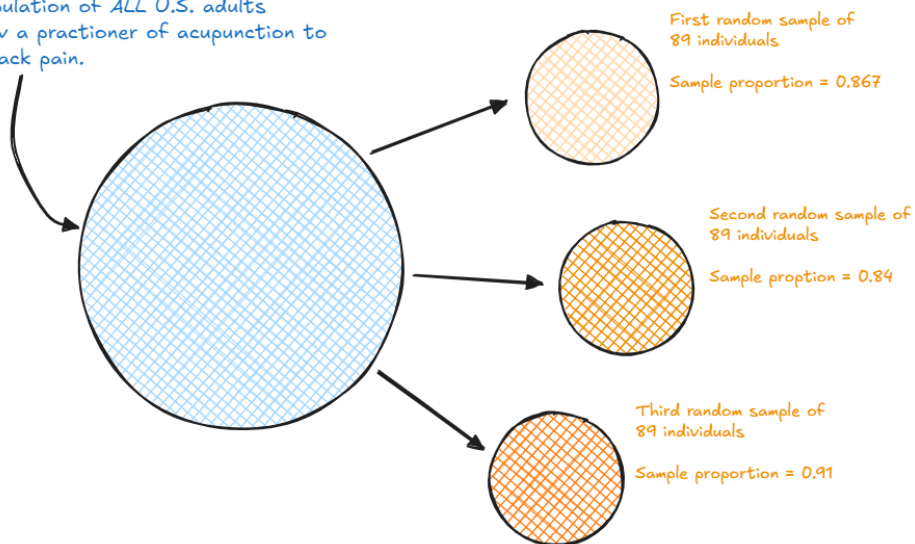 pulation of ALL U.S. adults
v a practioner of acupunction to
ack pain.
First random sample of
89 individuals
Sample proportion = 0.867
Second random sample of
89 individuals
Sample proption = 0.84
Third random sample of
89 individuals
Sample proportion = 0.91